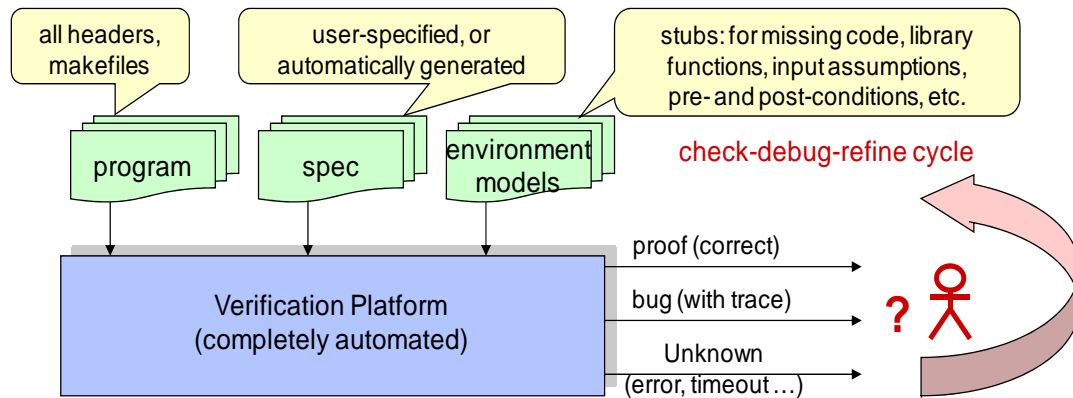 all headers,
makefiles
user-specified, or
automatically generated
stubs: for missing code, library
functions, input assumptions,
pre- and post-conditions, etc.
program
spec
environment
models
check-debug-refine cycle
Verification Platform
(completely automated)
proof (correct)
bug (with trace)
Unknown
(error, timeout …)
?